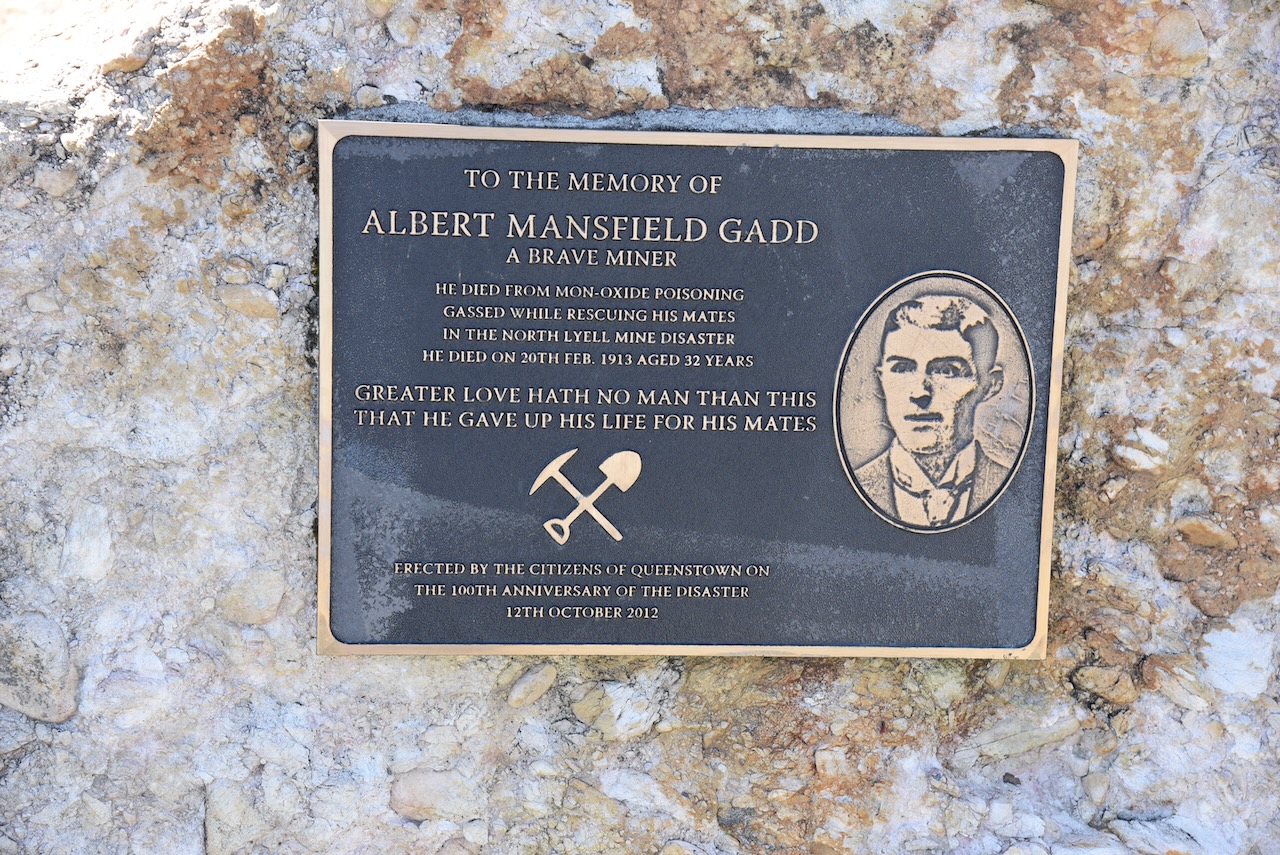 TO THE MEMORY OF
ALBERT MANSFIELD GADD
A BRAVE MINER
HE DIED FROM MON-OXIDE POISONING
GASSED WHILE RESCUING HIS MATES
IN THE NORTH LYELL MINE DISASTER
HE DIED ON 20TH FEB. 1913 AGED 32 YEARS
GREATER LOVE HATH NO MAN THAN THIS
THAT HE GAVE UP HIS LIFE FOR HIS MATES
ERECTED BY THE CITIZENS OF QUEENSTOWN ON
THE 100TH ANNIVERSARY OF THE DISASTER
12TH OCTOBER 2012